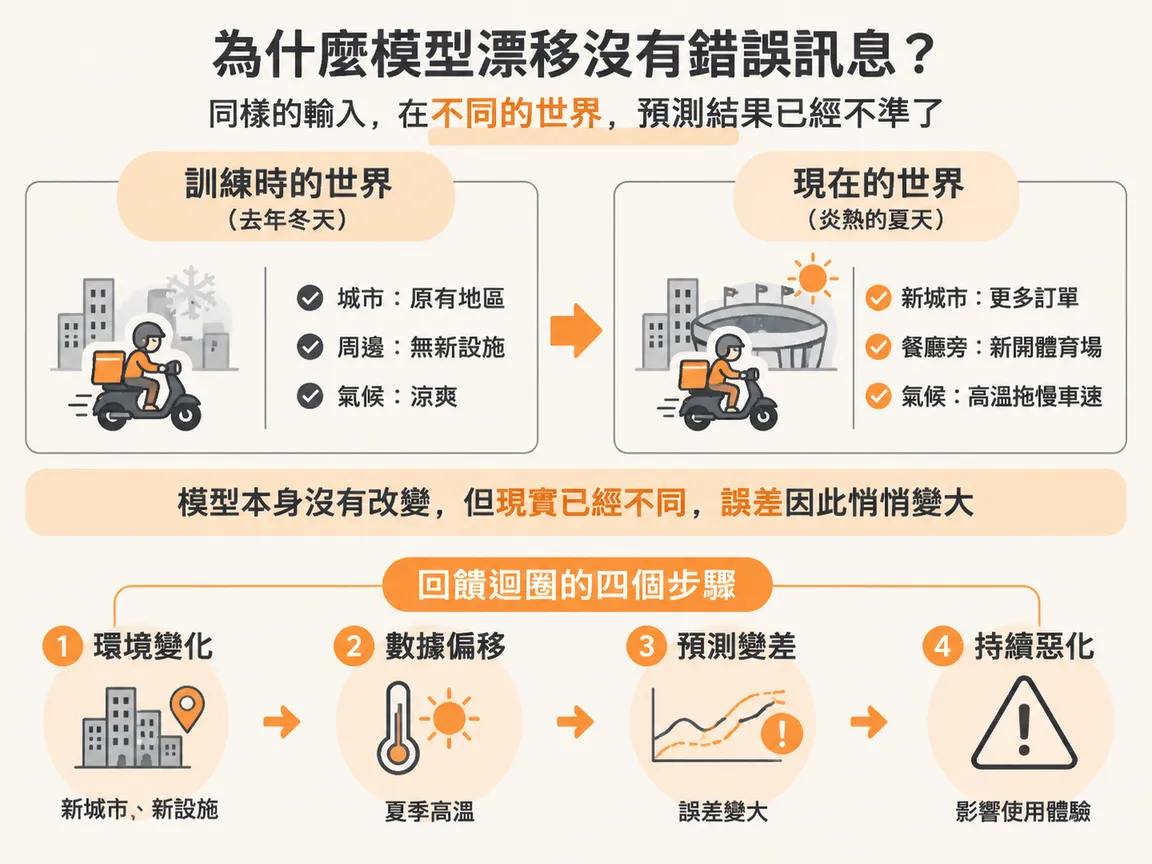 為什麼模型漂移沒有錯誤訊息？
同樣的輸入，在不同的世界，預測結果已經不準了
訓練時的世界
（去年冬天）
城市：原有地區
周邊：無新設施
氣候：涼爽
現在的世界
（炎熱的夏天）
新城市：更多訂單
餐廳旁：新開體育場
氣候：高溫拖慢車速
模型本身沒有改變，但現實已經不同，誤差因此悄悄變大
回饋迴圈的四個步驟
1 環境變化
新城市、新設施
2 數據偏移
夏季高溫
3 預測變差
誤差變大
4 持續惡化
影響使用體驗